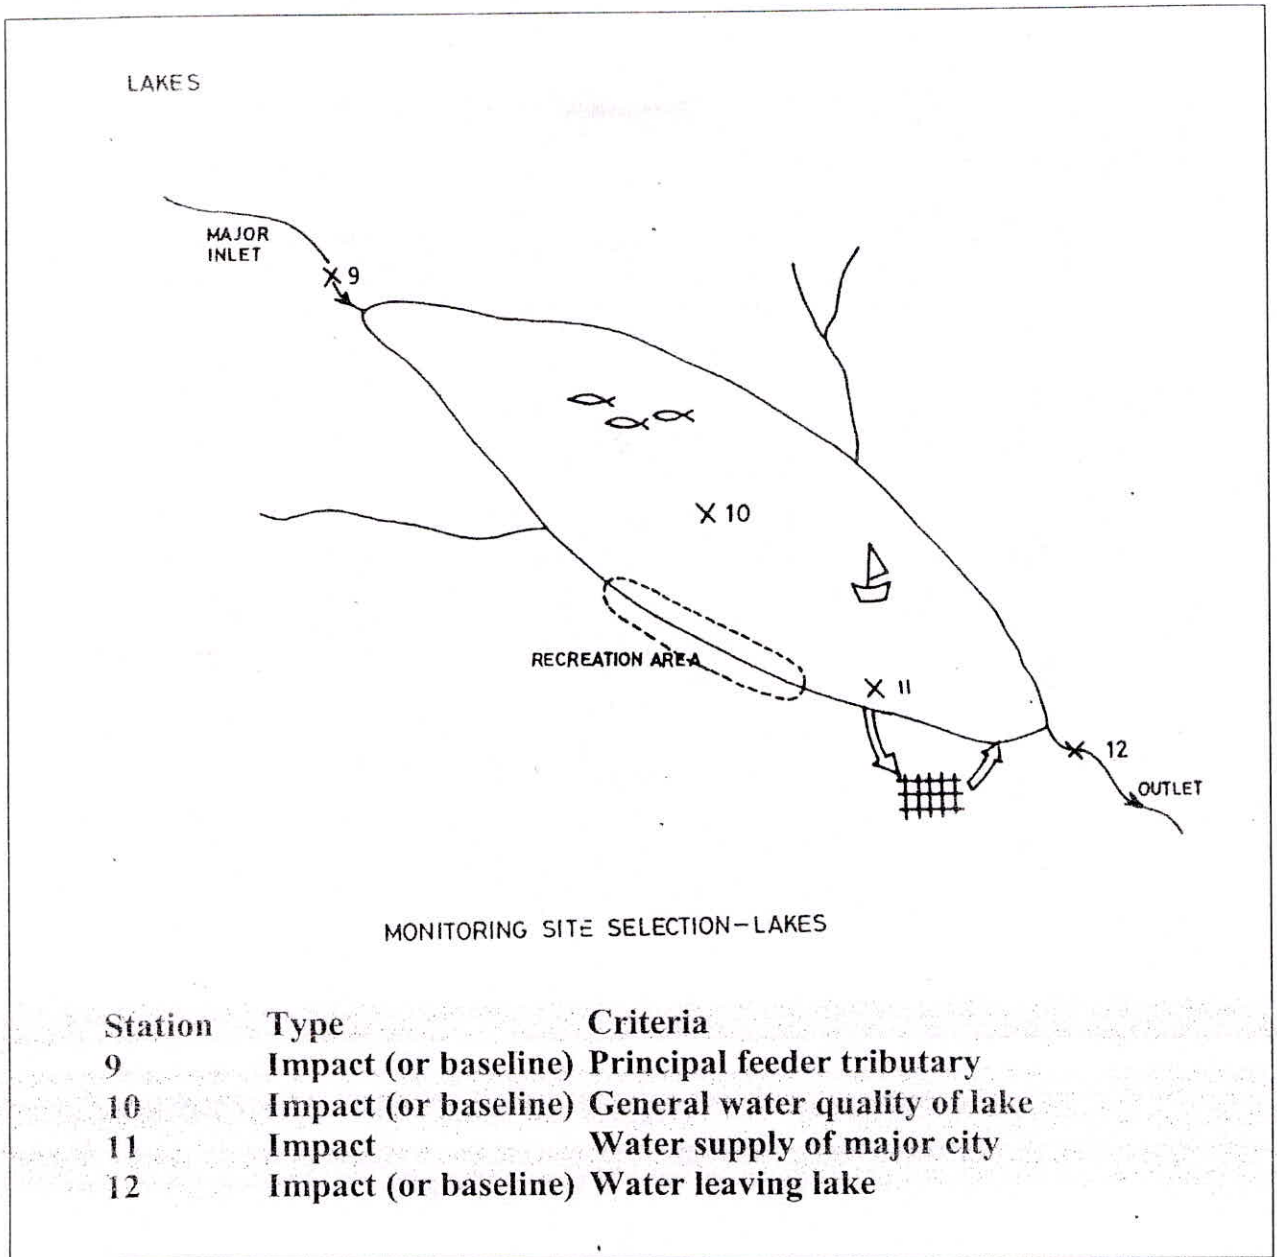 LAKES
MAJOR
INLET
9
10
RECREATION AREA
11
12
OUTLET
MONITORING SITE SELECTION-LAKES
Station Type Criteria
9 Impact (or baseline) Principal feeder tributary
10 Impact (or baseline) General water quality of lake
11 Impact Water supply of major city
12 Impact (or baseline) Water leaving lake